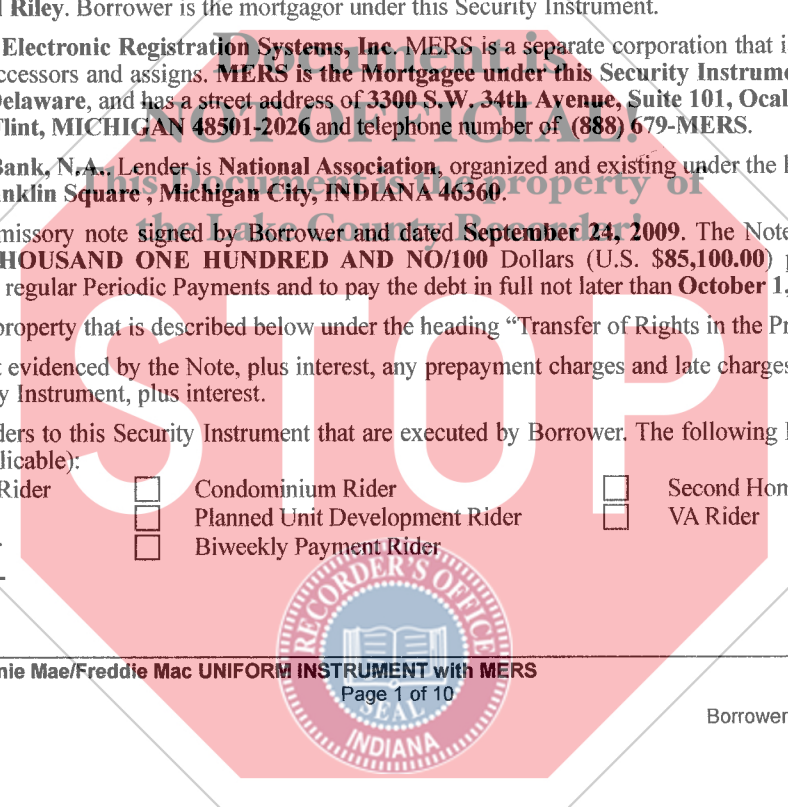 Riley. Borrower is the mortgagor under this Security Instrument.
Electronic Registration Systems, Inc. MERS is a separate corporation that i
ccessors and assigns. MERS is the Mortgagee under this Security Instrume
Delaware, and has a street address of 3300 S.W. 34th Avenue, Suite 101, Ocal
Flint, MICHIGAN 48501-2026 and telephone number of (888) 679-MERS.
Document is
NOT OFFICIAL!
Bank, N.A.. Lender is National Association, organized and existing under the
nklin Square , Michigan City, INDIANA 46360.
This Document is the property of
the Lake County Recorder!
missory note signed by Borrower and dated September 24, 2009. The Note
HOUSAND ONE HUNDRED AND NO/100 Dollars (U.S. $85,100.00) p
regular Periodic Payments and to pay the debt in full not later than October 1,
property that is described below under the heading “Transfer of Rights in the Pr
t evidenced by the Note, plus interest, any prepayment charges and late charges
y Instrument, plus interest.
STOP
ders to this Security Instrument that are executed by Borrower. The following
licable):
Rider
Condominium Rider
Second Hom
Planned Unit Development Rider
VA Rider
Biweekly Payment Rider
RECORDER'S OFFICE
SEAL
INDIANA
nie Mae/Freddie Mac UNIFORM INSTRUMENT with MERS
Page 1 of 10
Borrower